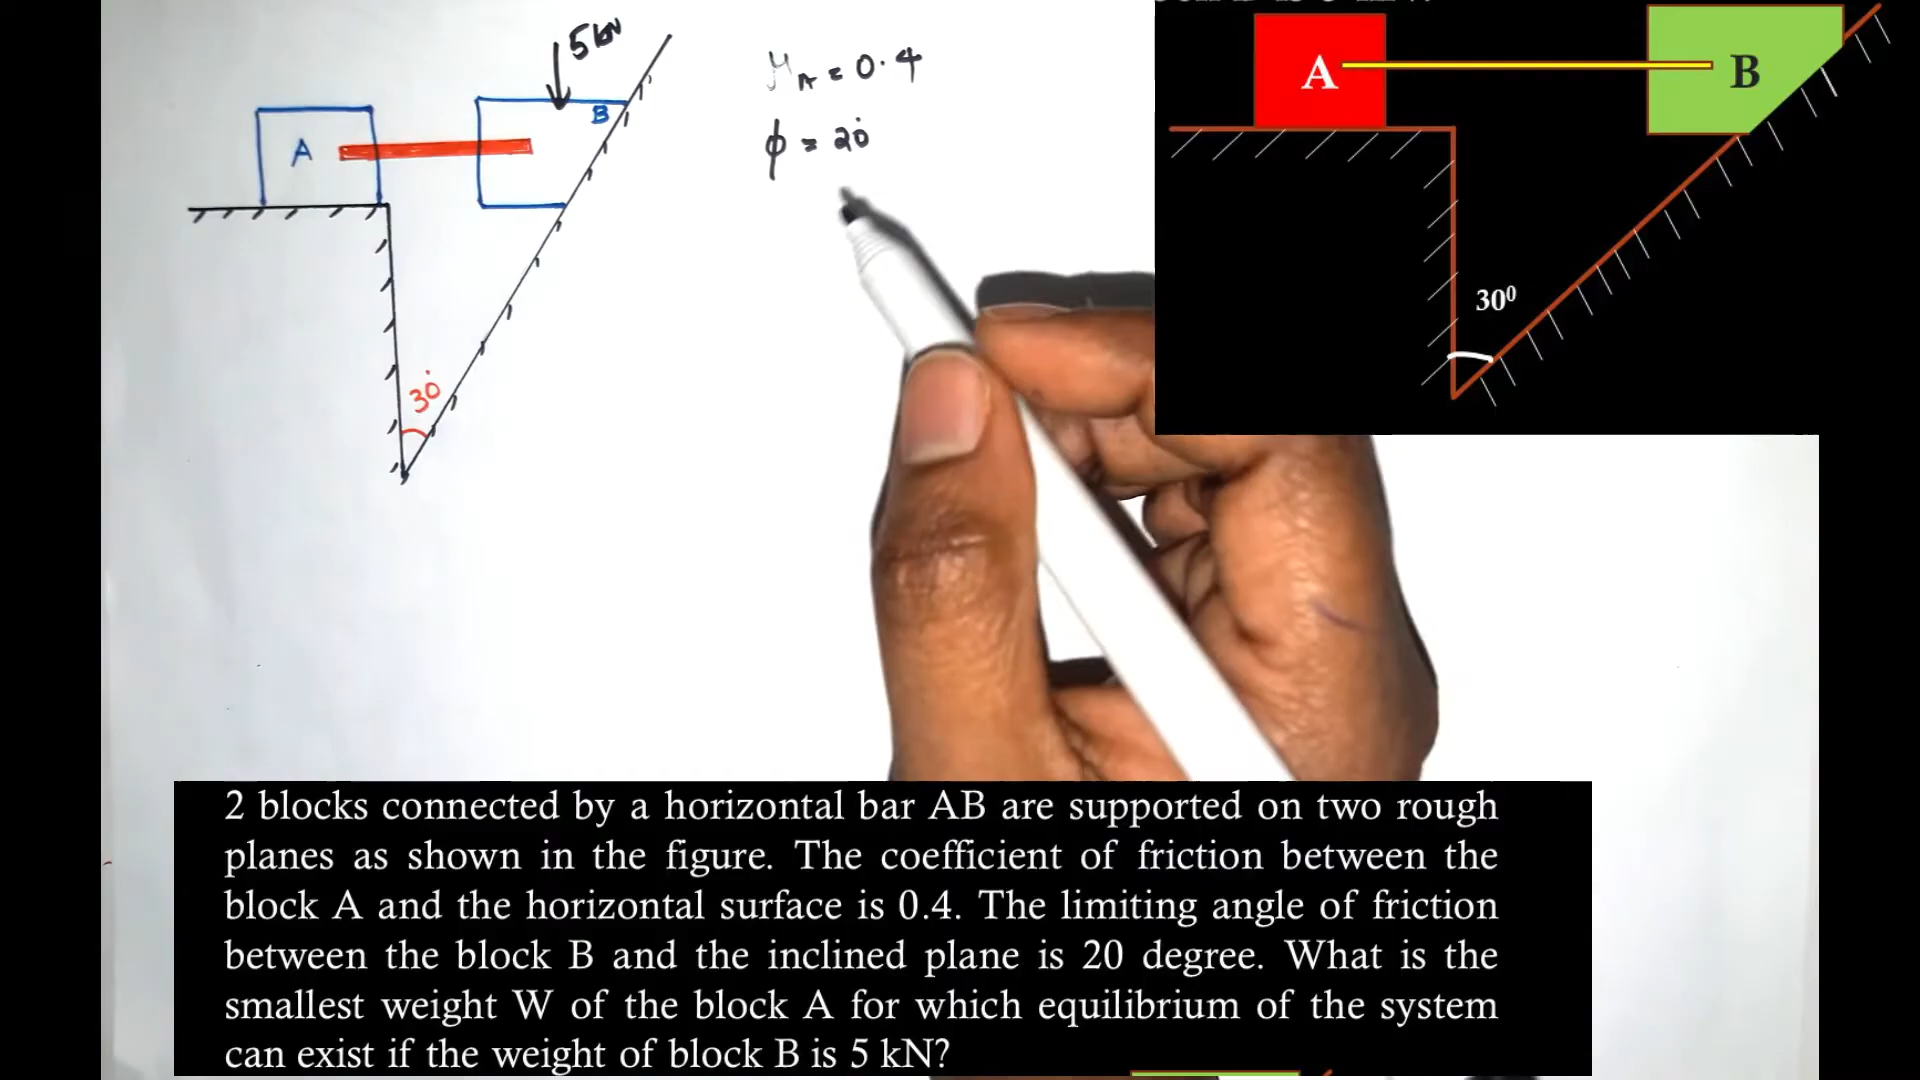 5 kN
A
B
30°
μA = 0.4
φ = 20°
A
B
30⁰
2 blocks connected by a horizontal bar AB are supported on two rough
planes as shown in the figure. The coefficient of friction between the
block A and the horizontal surface is 0.4. The limiting angle of friction
between the block B and the inclined plane is 20 degree. What is the
smallest weight W of the block A for which equilibrium of the system
can exist if the weight of block B is 5 kN?